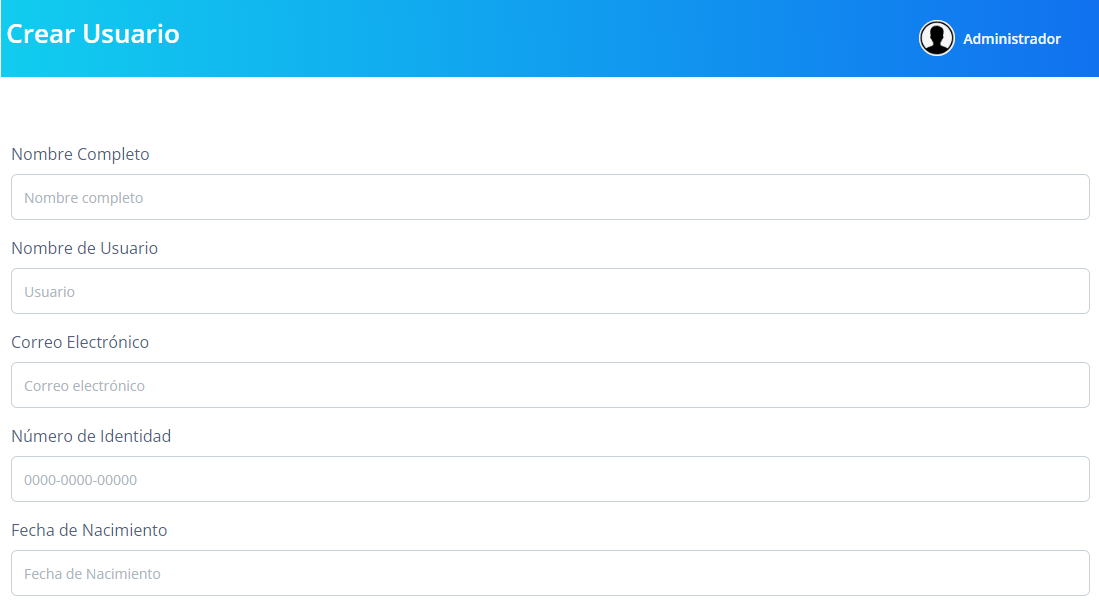 Crear Usuario
Administrador
Nombre Completo
Nombre completo
Nombre de Usuario
Usuario
Correo Electrónico
Correo electrónico
Número de Identidad
0000-0000-00000
Fecha de Nacimiento
Fecha de Nacimiento